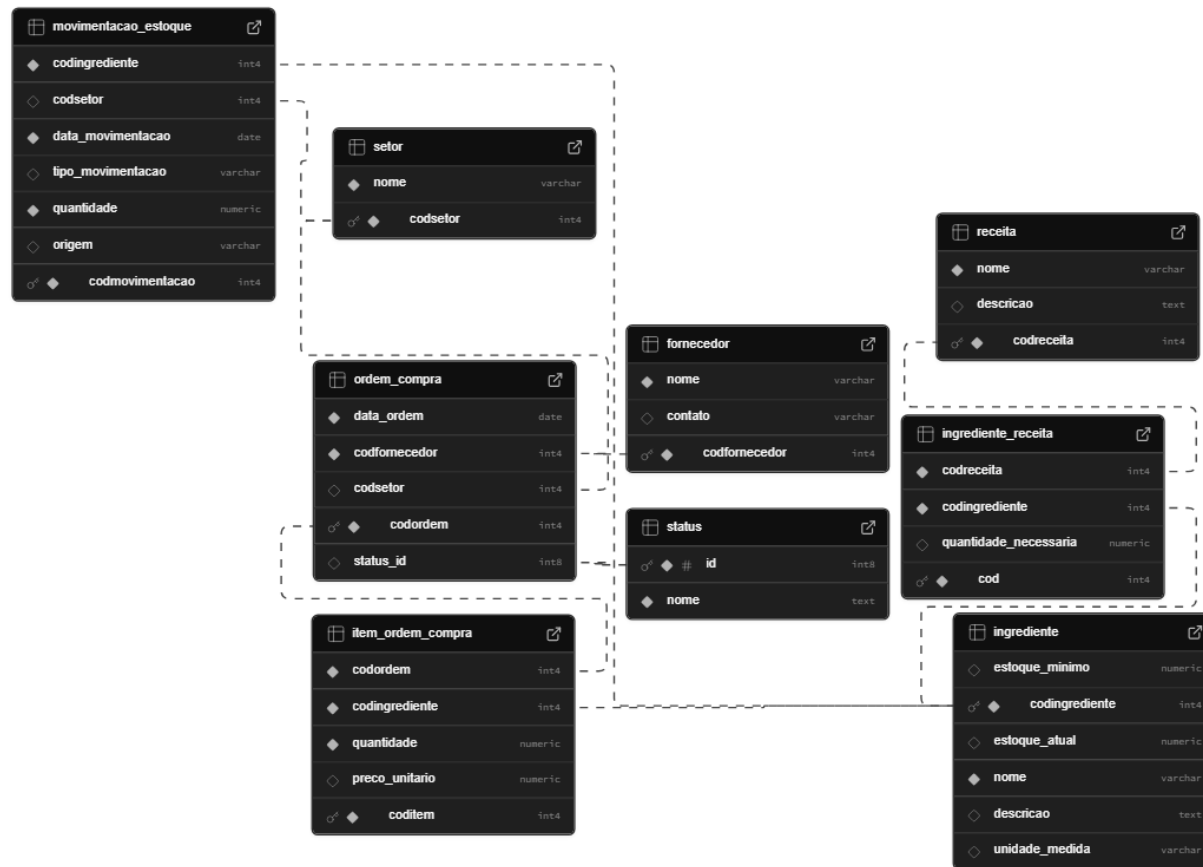 movimentacao_estoque
codingrediente int4
codsetor int4
data_movimentacao date
tipo_movimentacao varchar
quantidade numeric
origem varchar
codmovimentacao int4
setor
nome varchar
codsetor int4
receita
nome varchar
descricao text
codreceita int4
fornecedor
nome varchar
contato varchar
codfornecedor int4
ordem_compra
data_ordem date
codfornecedor int4
codsetor int4
codordem int4
status_id int8
ingrediente_receita
codreceita int4
codingrediente int4
quantidade_necessaria numeric
cod int4
status
# id int8
nome text
item_ordem_compra
codordem int4
codingrediente int4
quantidade numeric
preco_unitario numeric
coditem int4
ingrediente
estoque_minimo numeric
codingrediente int4
estoque_atual numeric
nome varchar
descricao text
unidade_medida varchar